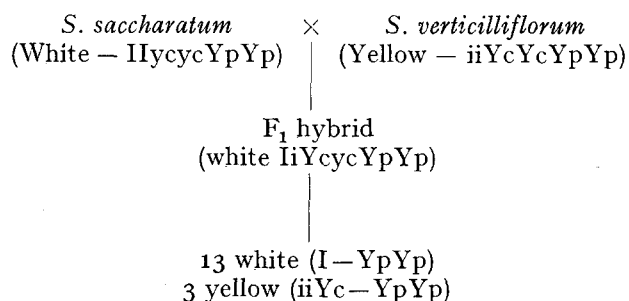 S. saccharatum × S. verticilliflorum
(White – IIycycYpYp) (Yellow – iiYcYcYpYp)
F₁ hybrid
(white IiYcycYpYp)
13 white (I–YpYp)
3 yellow (iiYc–YpYp)